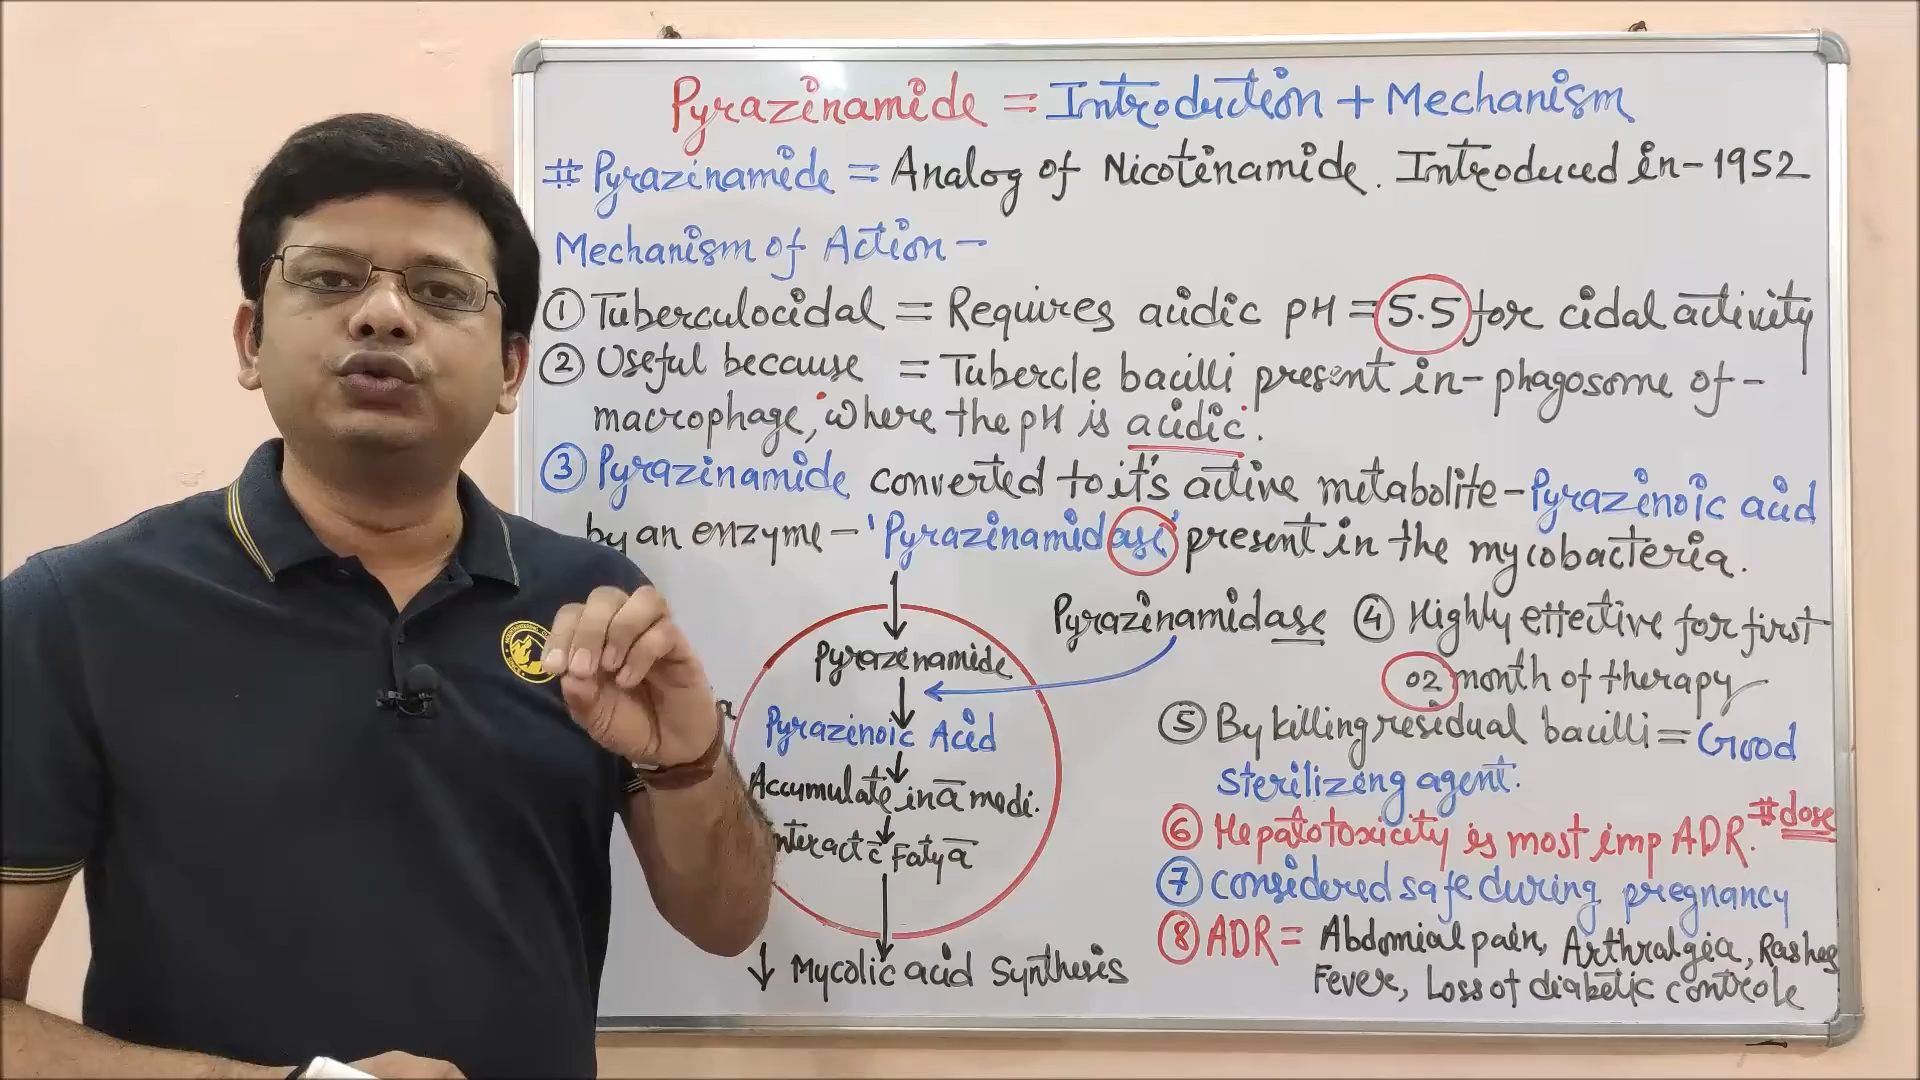 Pyrazinamide = Introduction + Mechanism
# Pyrazinamide = Analog of Nicotinamide. Introduced in - 1952
Mechanism of Action -
① Tuberculocidal = Requires acidic pH = 5.5 for cidal activity
② Useful because = Tubercle bacilli present in - phagosome of -
macrophage, where the pH is acidic.
③ Pyrazinamide converted to it's active metabolite - Pyrazinoic acid
by an enzyme - 'Pyrazinamidase' present in the mycobacteria.
Pyrazinamidase
Pyrazinamide
Pyrazinoic Acid
Accumulate in a̅ medi.
interact c̅ Faty a̅
↓ Mycolic acid Synthesis
④ Highly effective for first
02 month of therapy
⑤ By killing residual bacilli = Good
sterilizing agent.
⑥ Hepatotoxicity is most imp ADR. # dose
⑦ considered safe during pregnancy
⑧ ADR = Abdomial pain, Arthralgia, Rashes
Fever, Loss of diabetic controle